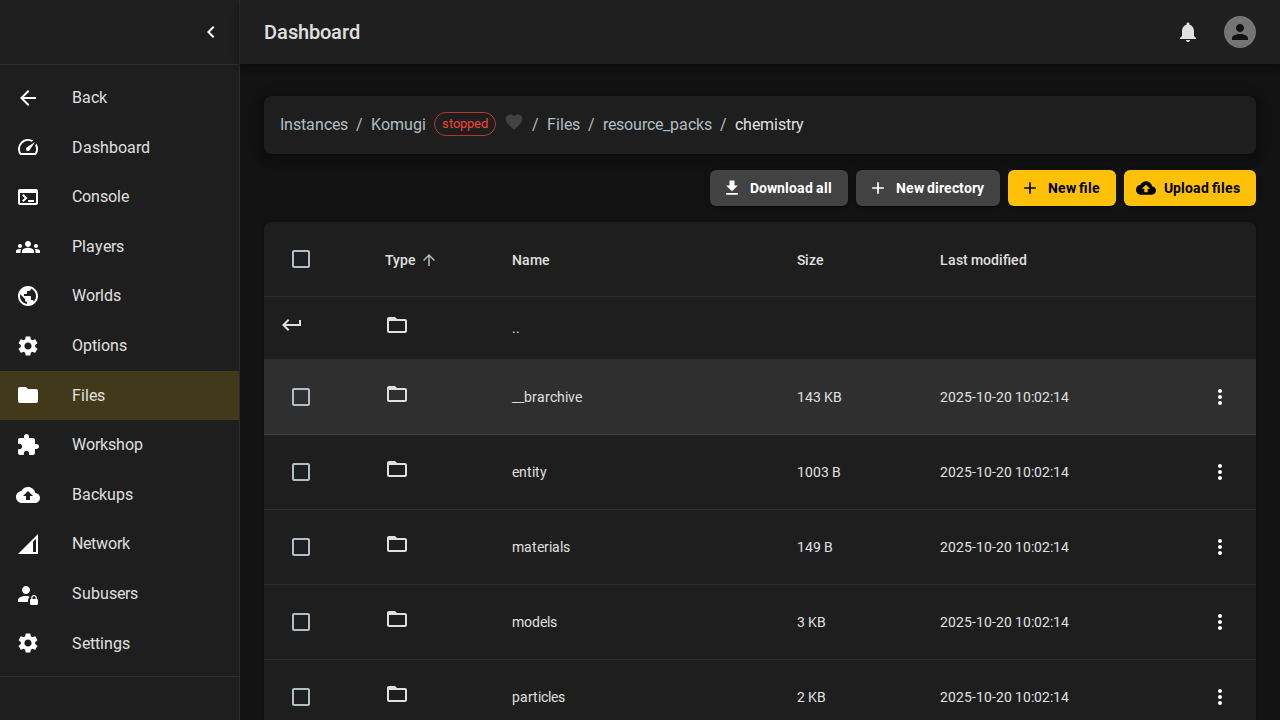 Dashboard
Back
Dashboard
Console
Players
Worlds
Options
Files
Workshop
Backups
Network
Subusers
Settings
Instances / Komugi stopped / Files / resource_packs / chemistry
Download all New directory New file Upload files
Type Name Size Last modified
..
__brarchive 143 KB 2025-10-20 10:02:14
entity 1003 B 2025-10-20 10:02:14
materials 149 B 2025-10-20 10:02:14
models 3 KB 2025-10-20 10:02:14
particles 2 KB 2025-10-20 10:02:14